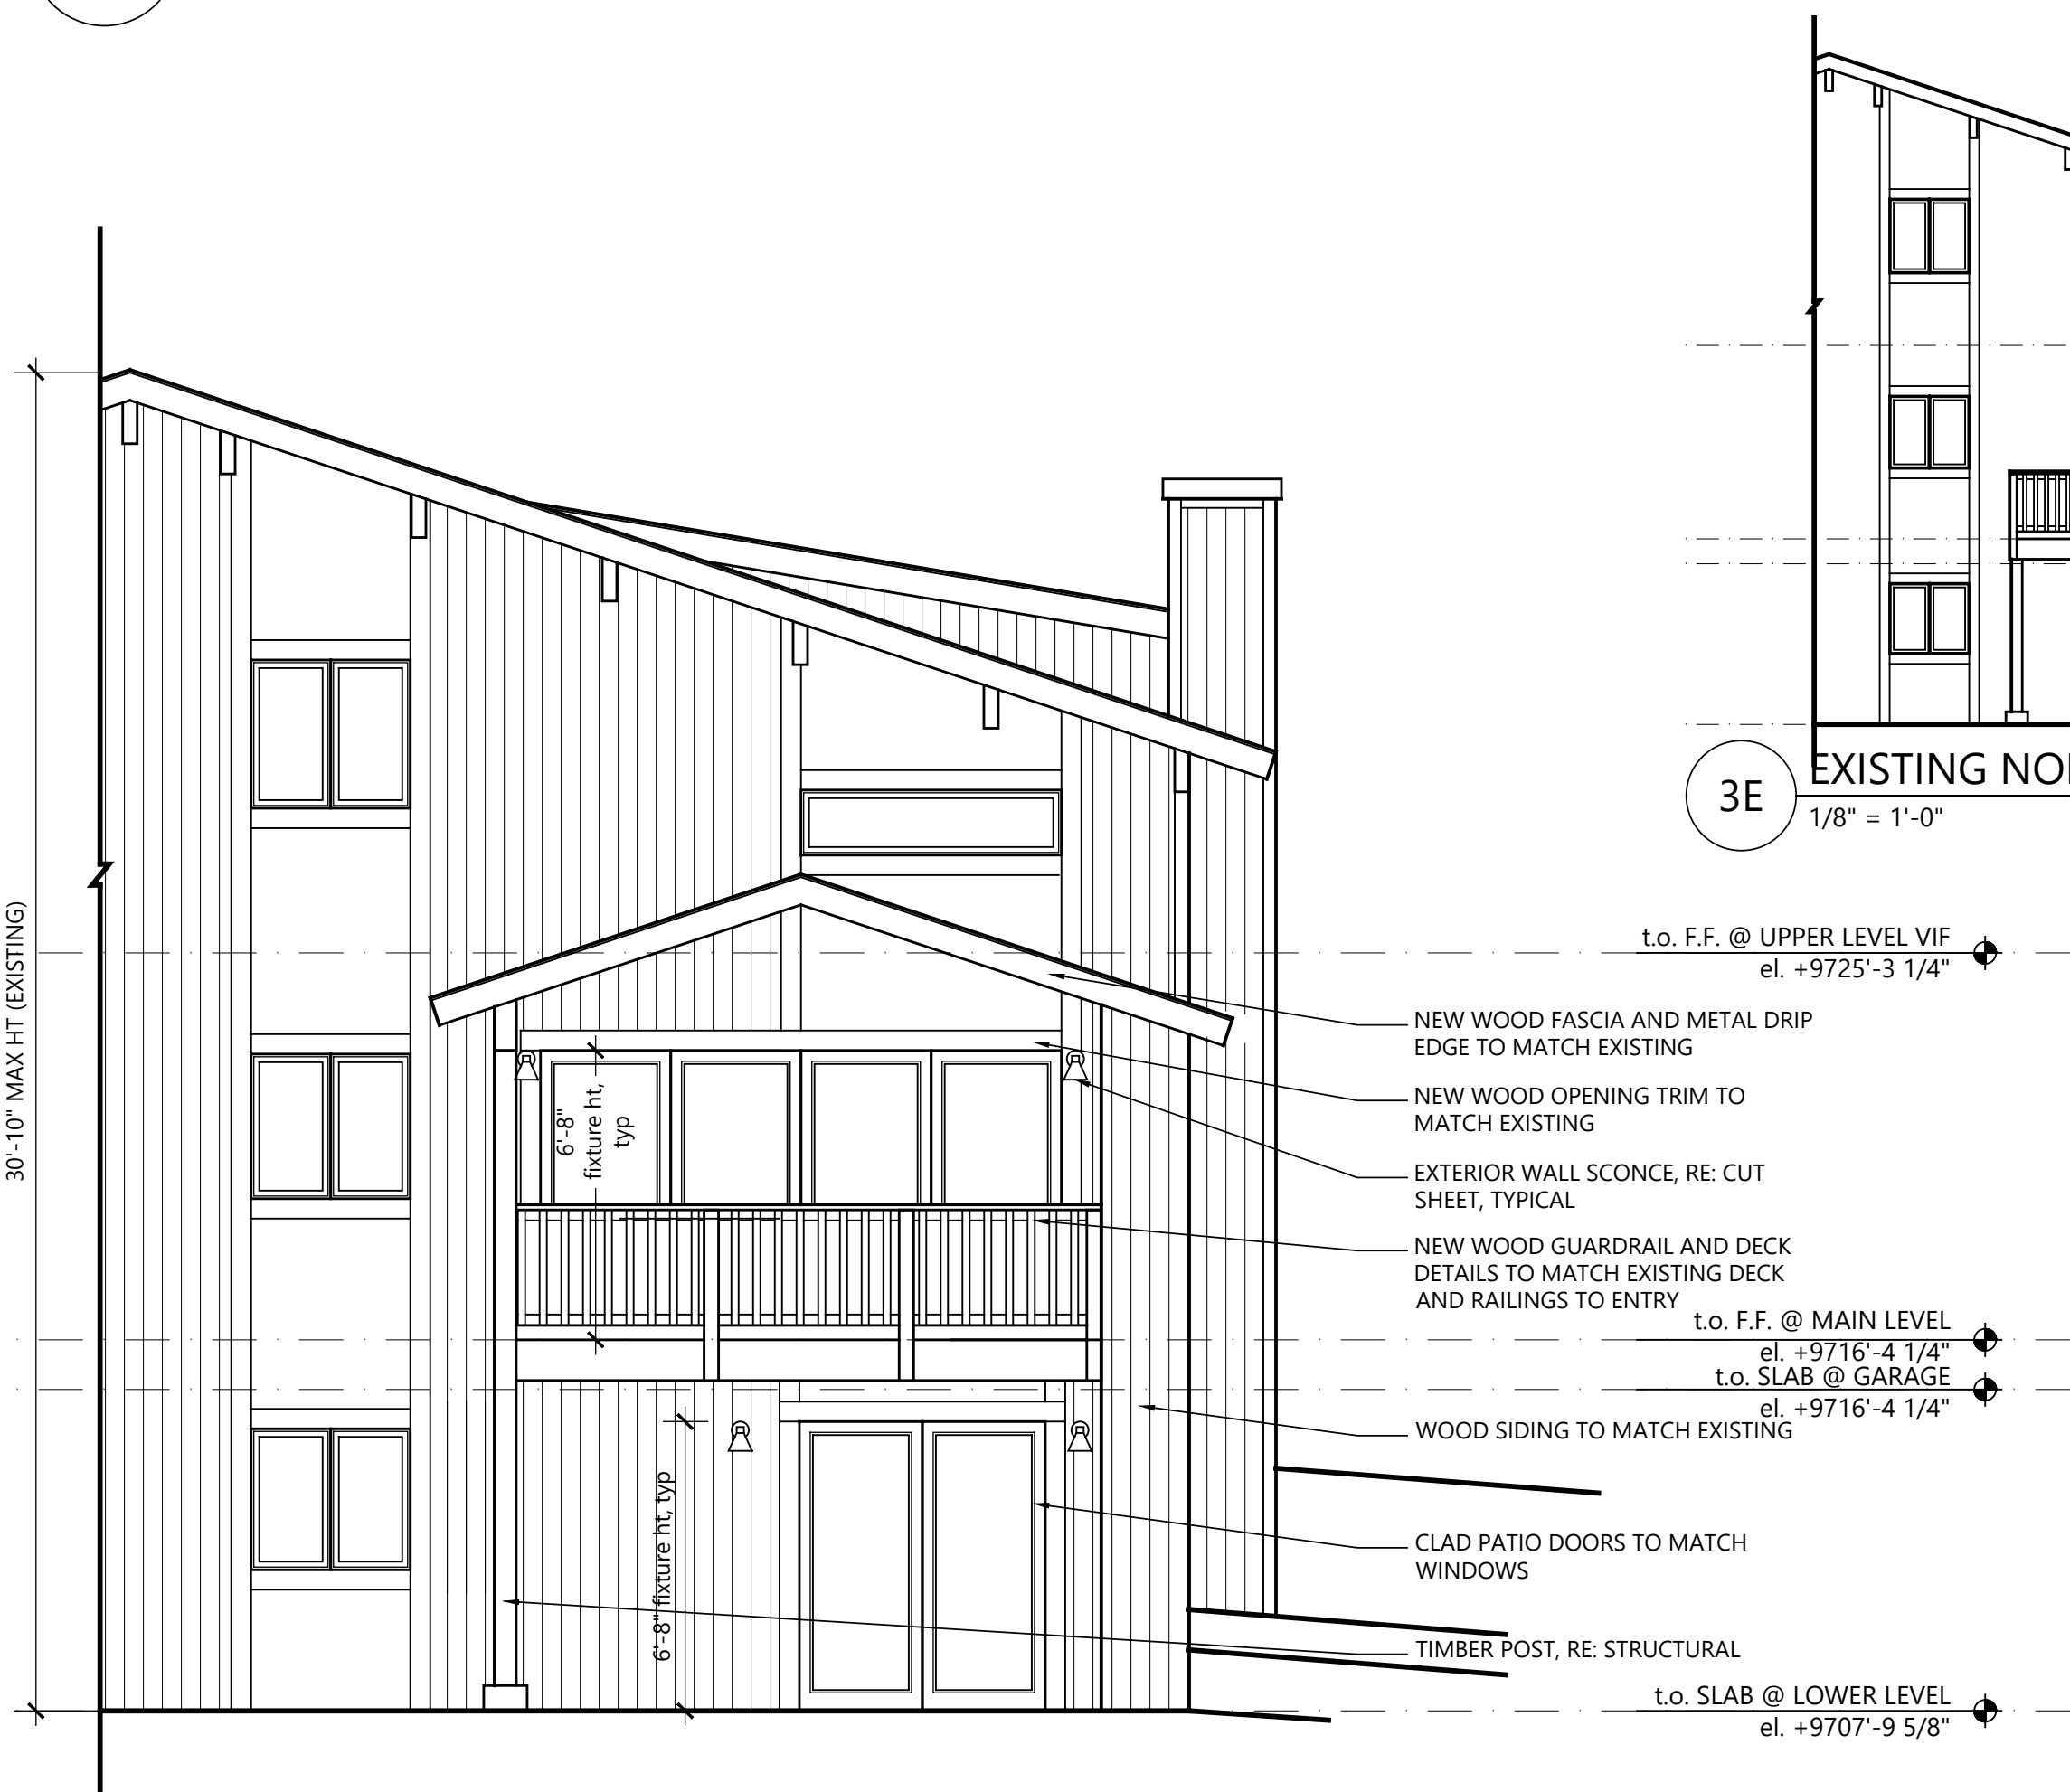 30'-10" MAX HT (EXISTING)
6'-8"
fixture ht,
typ
6'-8" fixture ht, typ
3E
EXISTING
1/8" = 1'-0"
t.o. F.F. @ UPPER LEVEL VIF
el. +9725'-3 1/4"
NEW WOOD FASCIA AND METAL DRIP
EDGE TO MATCH EXISTING
NEW WOOD OPENING TRIM TO
MATCH EXISTING
EXTERIOR WALL SCONCE, RE: CUT
SHEET, TYPICAL
NEW WOOD GUARDRAIL AND DECK
DETAILS TO MATCH EXISTING DECK
AND RAILINGS TO ENTRY
t.o. F.F. @ MAIN LEVEL
el. +9716'-4 1/4"
t.o. SLAB @ GARAGE
el. +9716'-4 1/4"
WOOD SIDING TO MATCH EXISTING
CLAD PATIO DOORS TO MATCH
WINDOWS
TIMBER POST, RE: STRUCTURAL
t.o. SLAB @ LOWER LEVEL
el. +9707'-9 5/8"